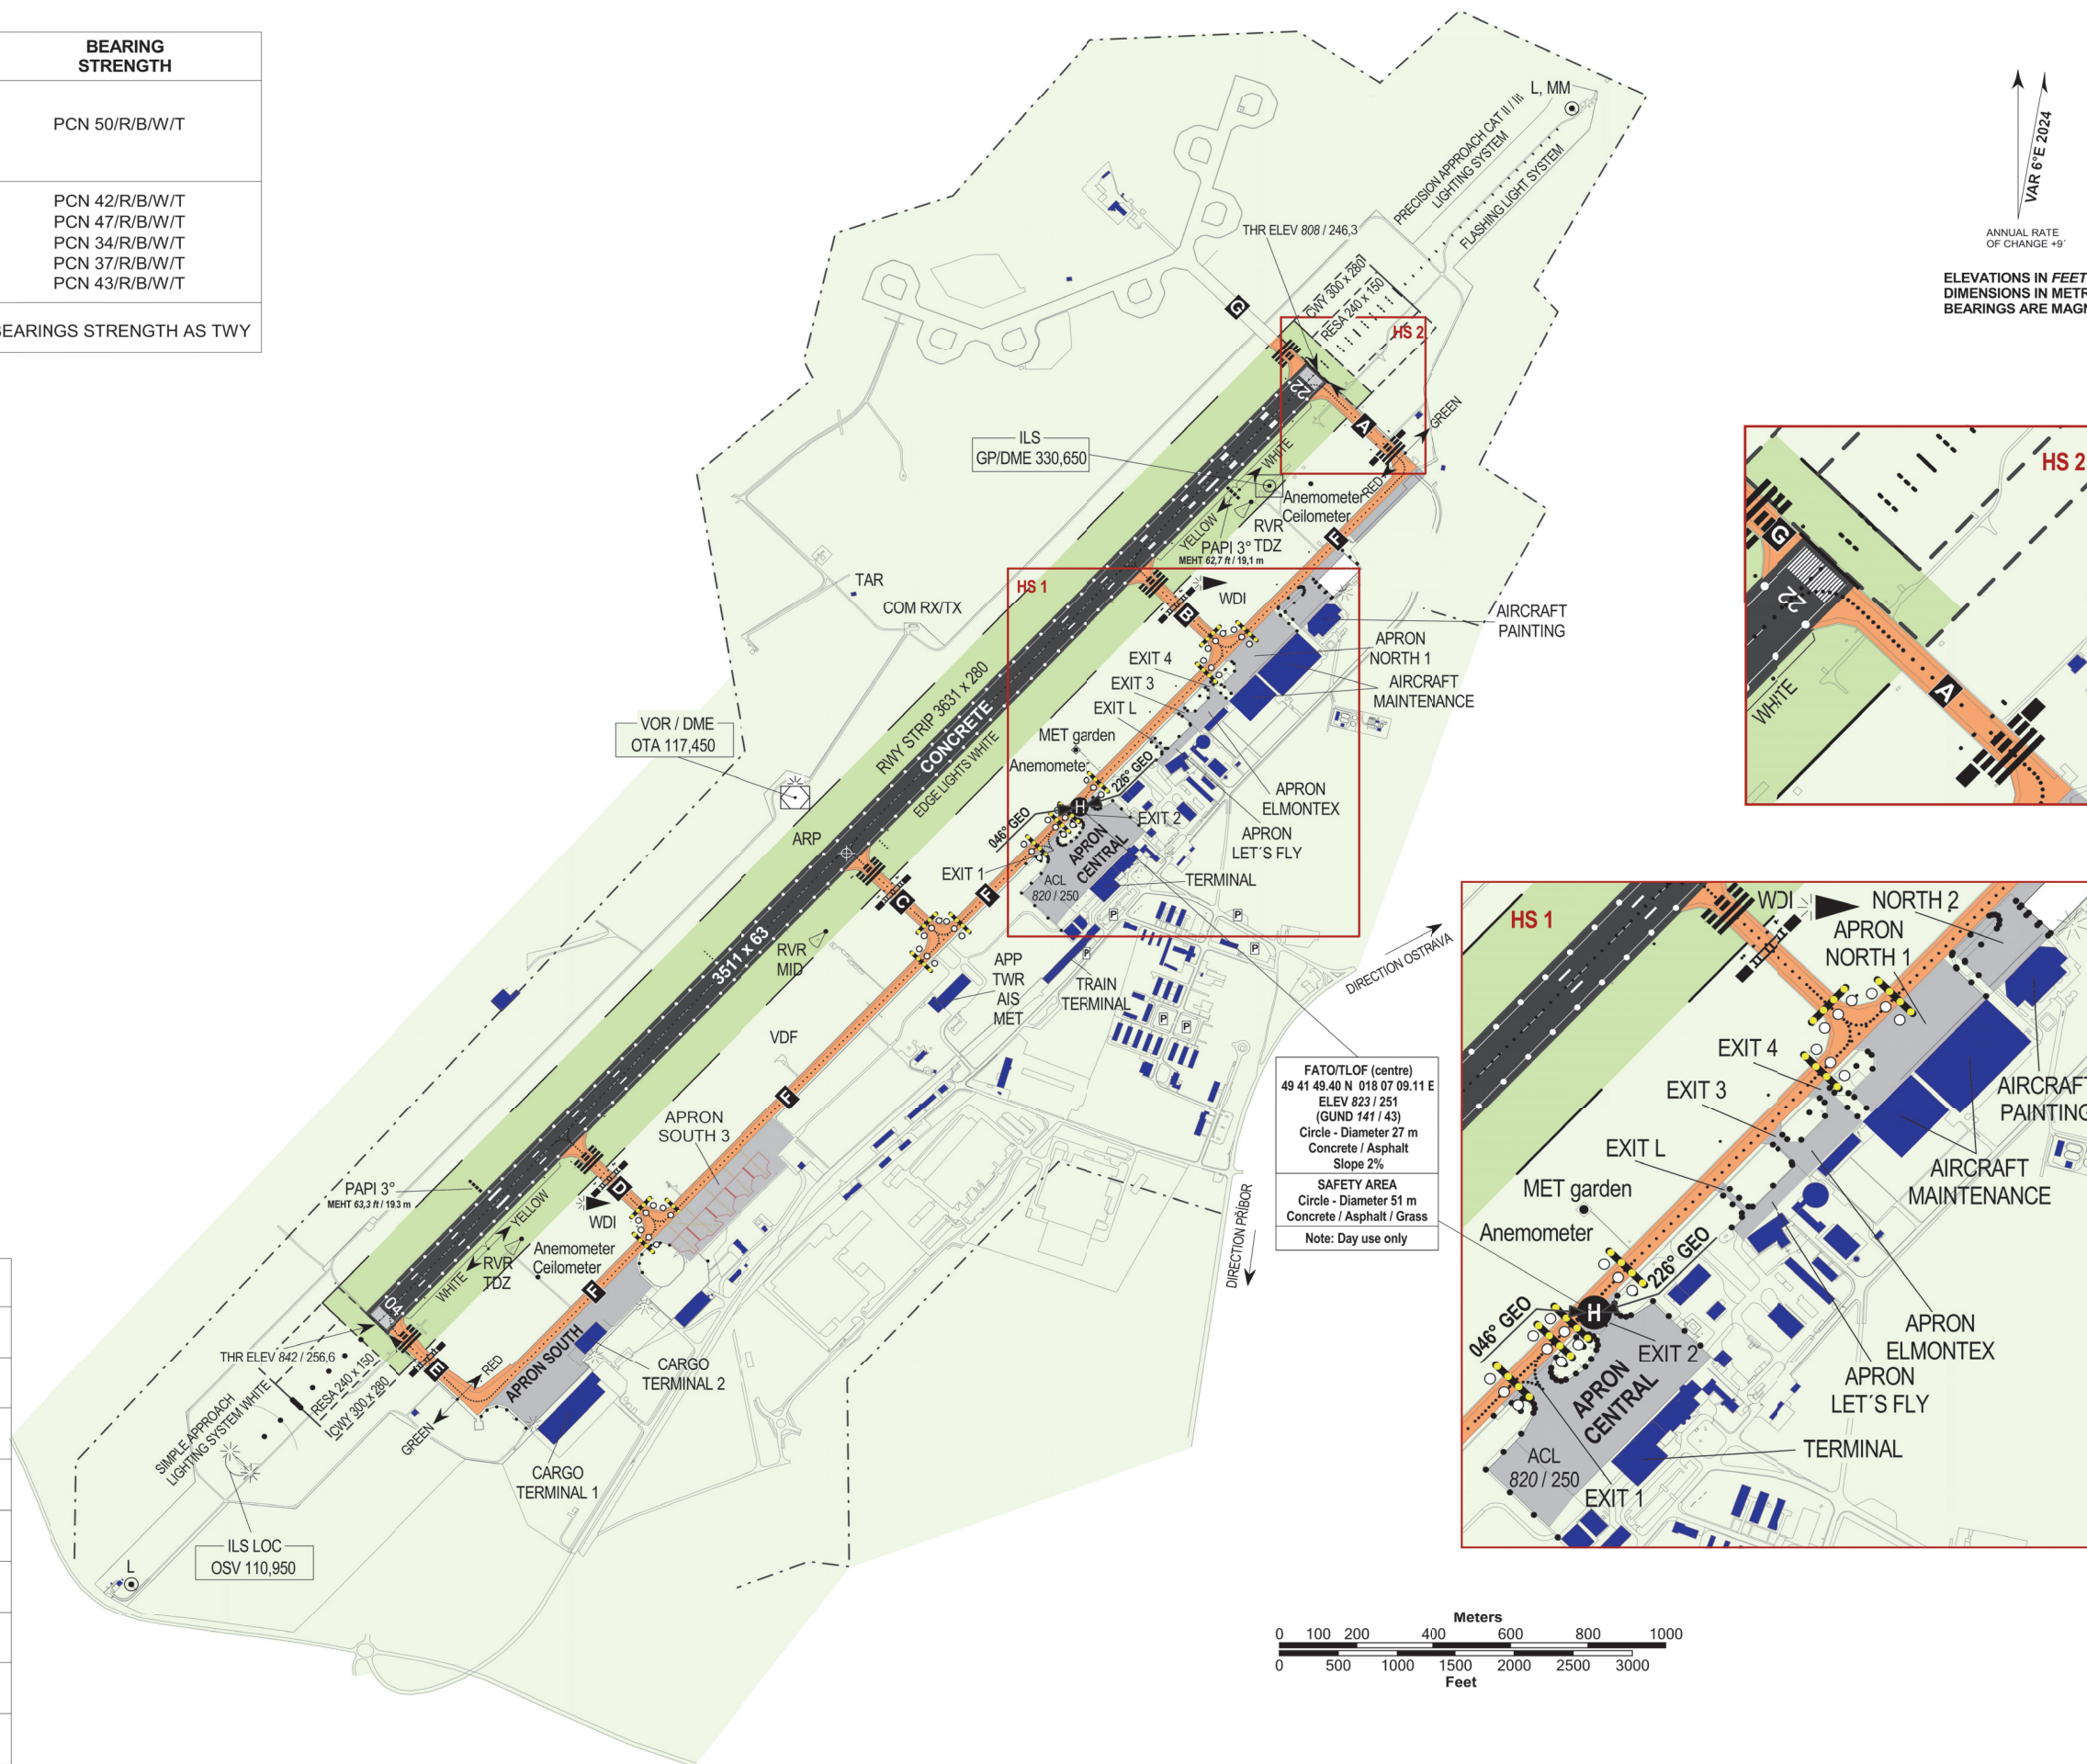 BEARING
STRENGTH
PCN 50/R/B/W/T
PCN 42/R/B/W/T
PCN 47/R/B/W/T
PCN 34/R/B/W/T
PCN 37/R/B/W/T
PCN 43/R/B/W/T
BEARINGS STRENGTH AS TWY
VAR 6°E 2024
ANNUAL RATE
OF CHANGE +9'
ELEVATIONS IN FEET
DIMENSIONS IN METR
BEARINGS ARE MAG
L, MM
PRECISION APPROACH CAT II / III
LIGHTING SYSTEM
FLASHING LIGHT SYSTEM
THR ELEV 808 / 246,3
CWY 300 x 280
RESA 240 x 150
HS 2
G
22
A
GREEN
RED
ILS
GP/DME 330,650
WHITE
YELLOW
Anemometer
Ceilometer
RVR
TDZ
PAPI 3°
MEHT 62,7 ft / 19,1 m
F
HS 1
WDI
B
TAR
COM RX/TX
AIRCRAFT
PAINTING
APRON
NORTH 1
AIRCRAFT
MAINTENANCE
EXIT 4
EXIT 3
EXIT L
MET garden
Anemomete
226° GEO
046° GEO
H
EXIT 2
APRON
ELMONTEX
APRON
LET´S FLY
APRON
CENTRAL
EXIT 1
ACL
820 / 250
TERMINAL
P
P
P
P
P
P
TRAIN
TERMINAL
VOR / DME
OTA 117,450
RWY STRIP 3631 x 280
CONCRETE
EDGE LIGHTS WHITE
ARP
3511 x 63
C
F
RVR
MID
APP
TWR
AIS
MET
VDF
F
DIRECTION OSTRAVA
DIRECTION PŘÍBOR
FATO/TLOF (centre)
49 41 49.40 N 018 07 09.11 E
ELEV 823 / 251
(GUND 141 / 43)
Circle - Diameter 27 m
Concrete / Asphalt
Slope 2%
SAFETY AREA
Circle - Diameter 51 m
Concrete / Asphalt / Grass
Note: Day use only
APRON
SOUTH 3
PAPI 3°
MEHT 63,3 ft / 19,3 m
D
WDI
YELLOW
WHITE
RVR
TDZ
Anemometer
Ceilometer
F
04
THR ELEV 842 / 256,6
E
RED
GREEN
APRON SOUTH
CARGO
TERMINAL 2
CARGO
TERMINAL 1
RESA 240 x 150
CWY 300 x 280
SIMPLE APPROACH
LIGHTING SYSTEM WHITE
ILS LOC
OSV 110,950
L
HS 2
G
22
WHITE
A
HS 1
WDI
NORTH 2
APRON
NORTH 1
EXIT 4
EXIT 3
AIRCRAFT
PAINTING
EXIT L
AIRCRAFT
MAINTENANCE
MET garden
Anemometer
226° GEO
046° GEO
H
EXIT 2
APRON
ELMONTEX
APRON
LET´S FLY
APRON
CENTRAL
TERMINAL
ACL
820 / 250
EXIT 1
Meters
0 100 200 400 600 800 1000
0 500 1000 1500 2000 2500 3000
Feet